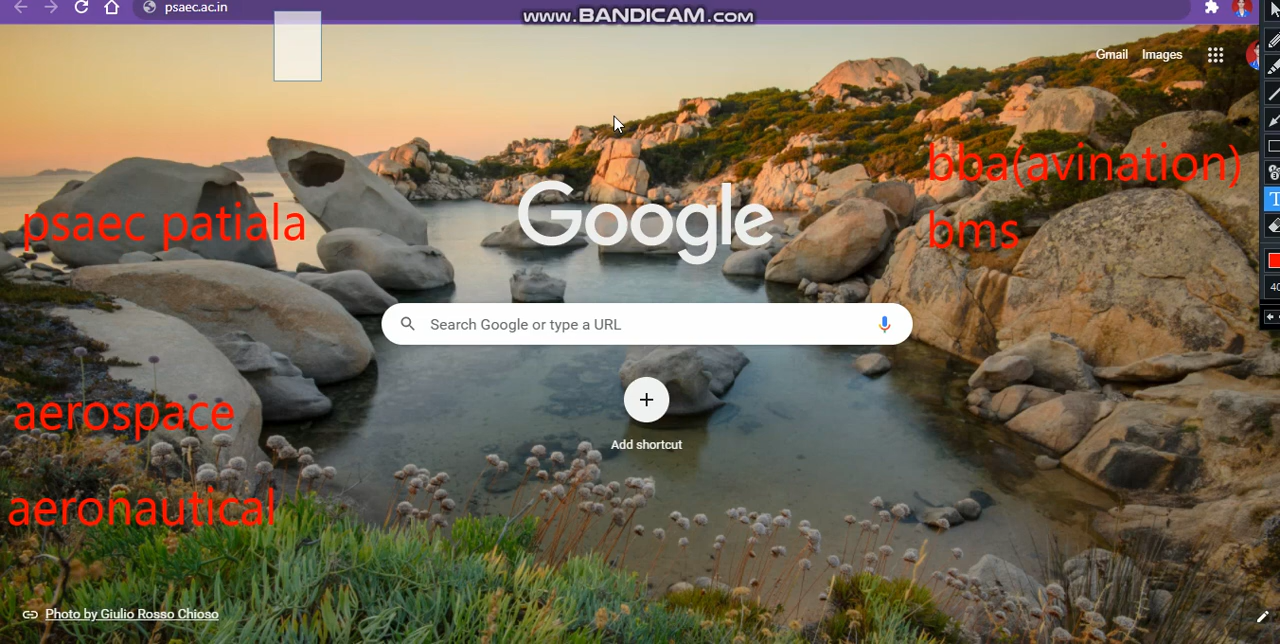 psaec.ac.in
www.BANDICAM.com
Gmail Images
bba(avination)
psaec patiala
Google
bms
Search Google or type a URL
aerospace
Add shortcut
aeronautical
Photo by Giulio Rosso Chioso
T
40